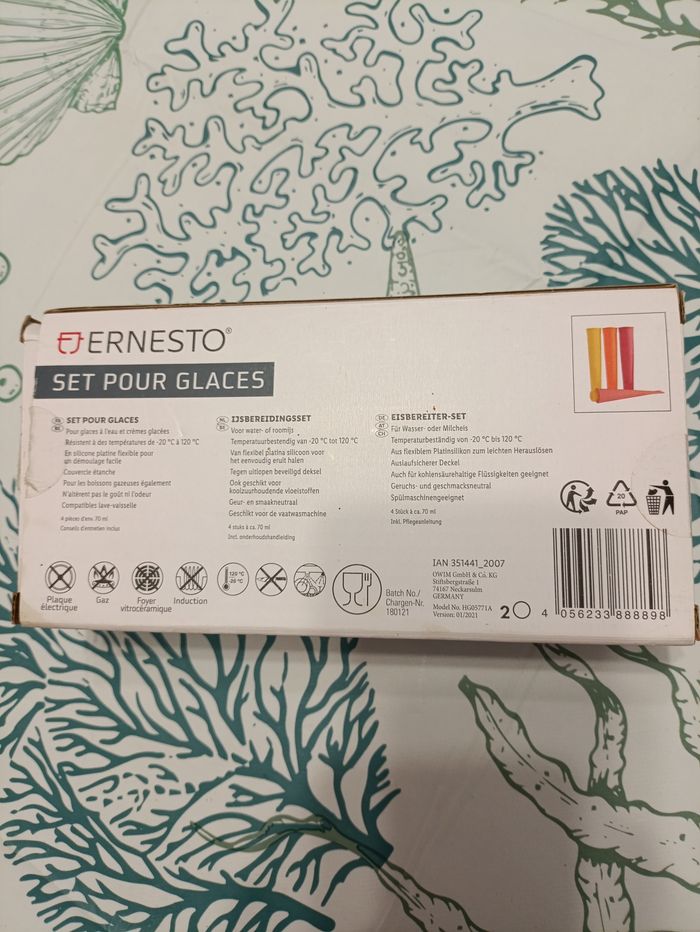 ERNESTO®
SET POUR GLACES
FR
BE
SET POUR GLACES
Pour glaces à l'eau et crèmes glacées
Résistent à des températures de -20 °C à 120 °C
En silicone platine flexible pour
un démoulage facile
Couvercle étanche
Pour les boissons gazeuses également
N'altèrent pas le goût ni l'odeur
Compatibles lave-vaisselle
4 pièces d'env. 70 ml
Conseils d'entretien inclus
NL
BE
IJSBEREIDINGSSET
Voor water- of roomijs
Temperatuurbestendig van -20 °C tot 120 °C
Van flexibel platina silicoon voor
het eenvoudig eruit halen
Tegen uitlopen beveiligd deksel
Ook geschikt voor
koolzuurhoudende vloeistoffen
Geur- en smaakneutraal
Geschikt voor de vaatwasmachine
4 stuks à ca. 70 ml
Incl. onderhoudshandleiding
DE
AT
CH
EISBEREITER-SET
Für Wasser- oder Milcheis
Temperaturbeständig von -20 °C bis 120 °C
Aus flexiblem Platinsilikon zum leichten Herauslösen
Auslaufsicherer Deckel
Auch für kohlensäurehaltige Flüssigkeiten geeignet
Geruchs- und geschmacksneutral
Spülmaschinengeeignet
4 Stück à ca. 70 ml
Inkl. Pflegeanleitung
20
PAP
Plaque
électrique
Gaz
Foyer
vitrocéramique
Induction
120 °C
-20 °C
Batch No./
Chargen-Nr.
180121
IAN 351441_2007
OWIM GmbH & Co. KG
Stiftsbergstraße 1
74167 Neckarsulm
GERMANY
Model No. HG05771A
Version: 01/2021
2
4 056233 888898